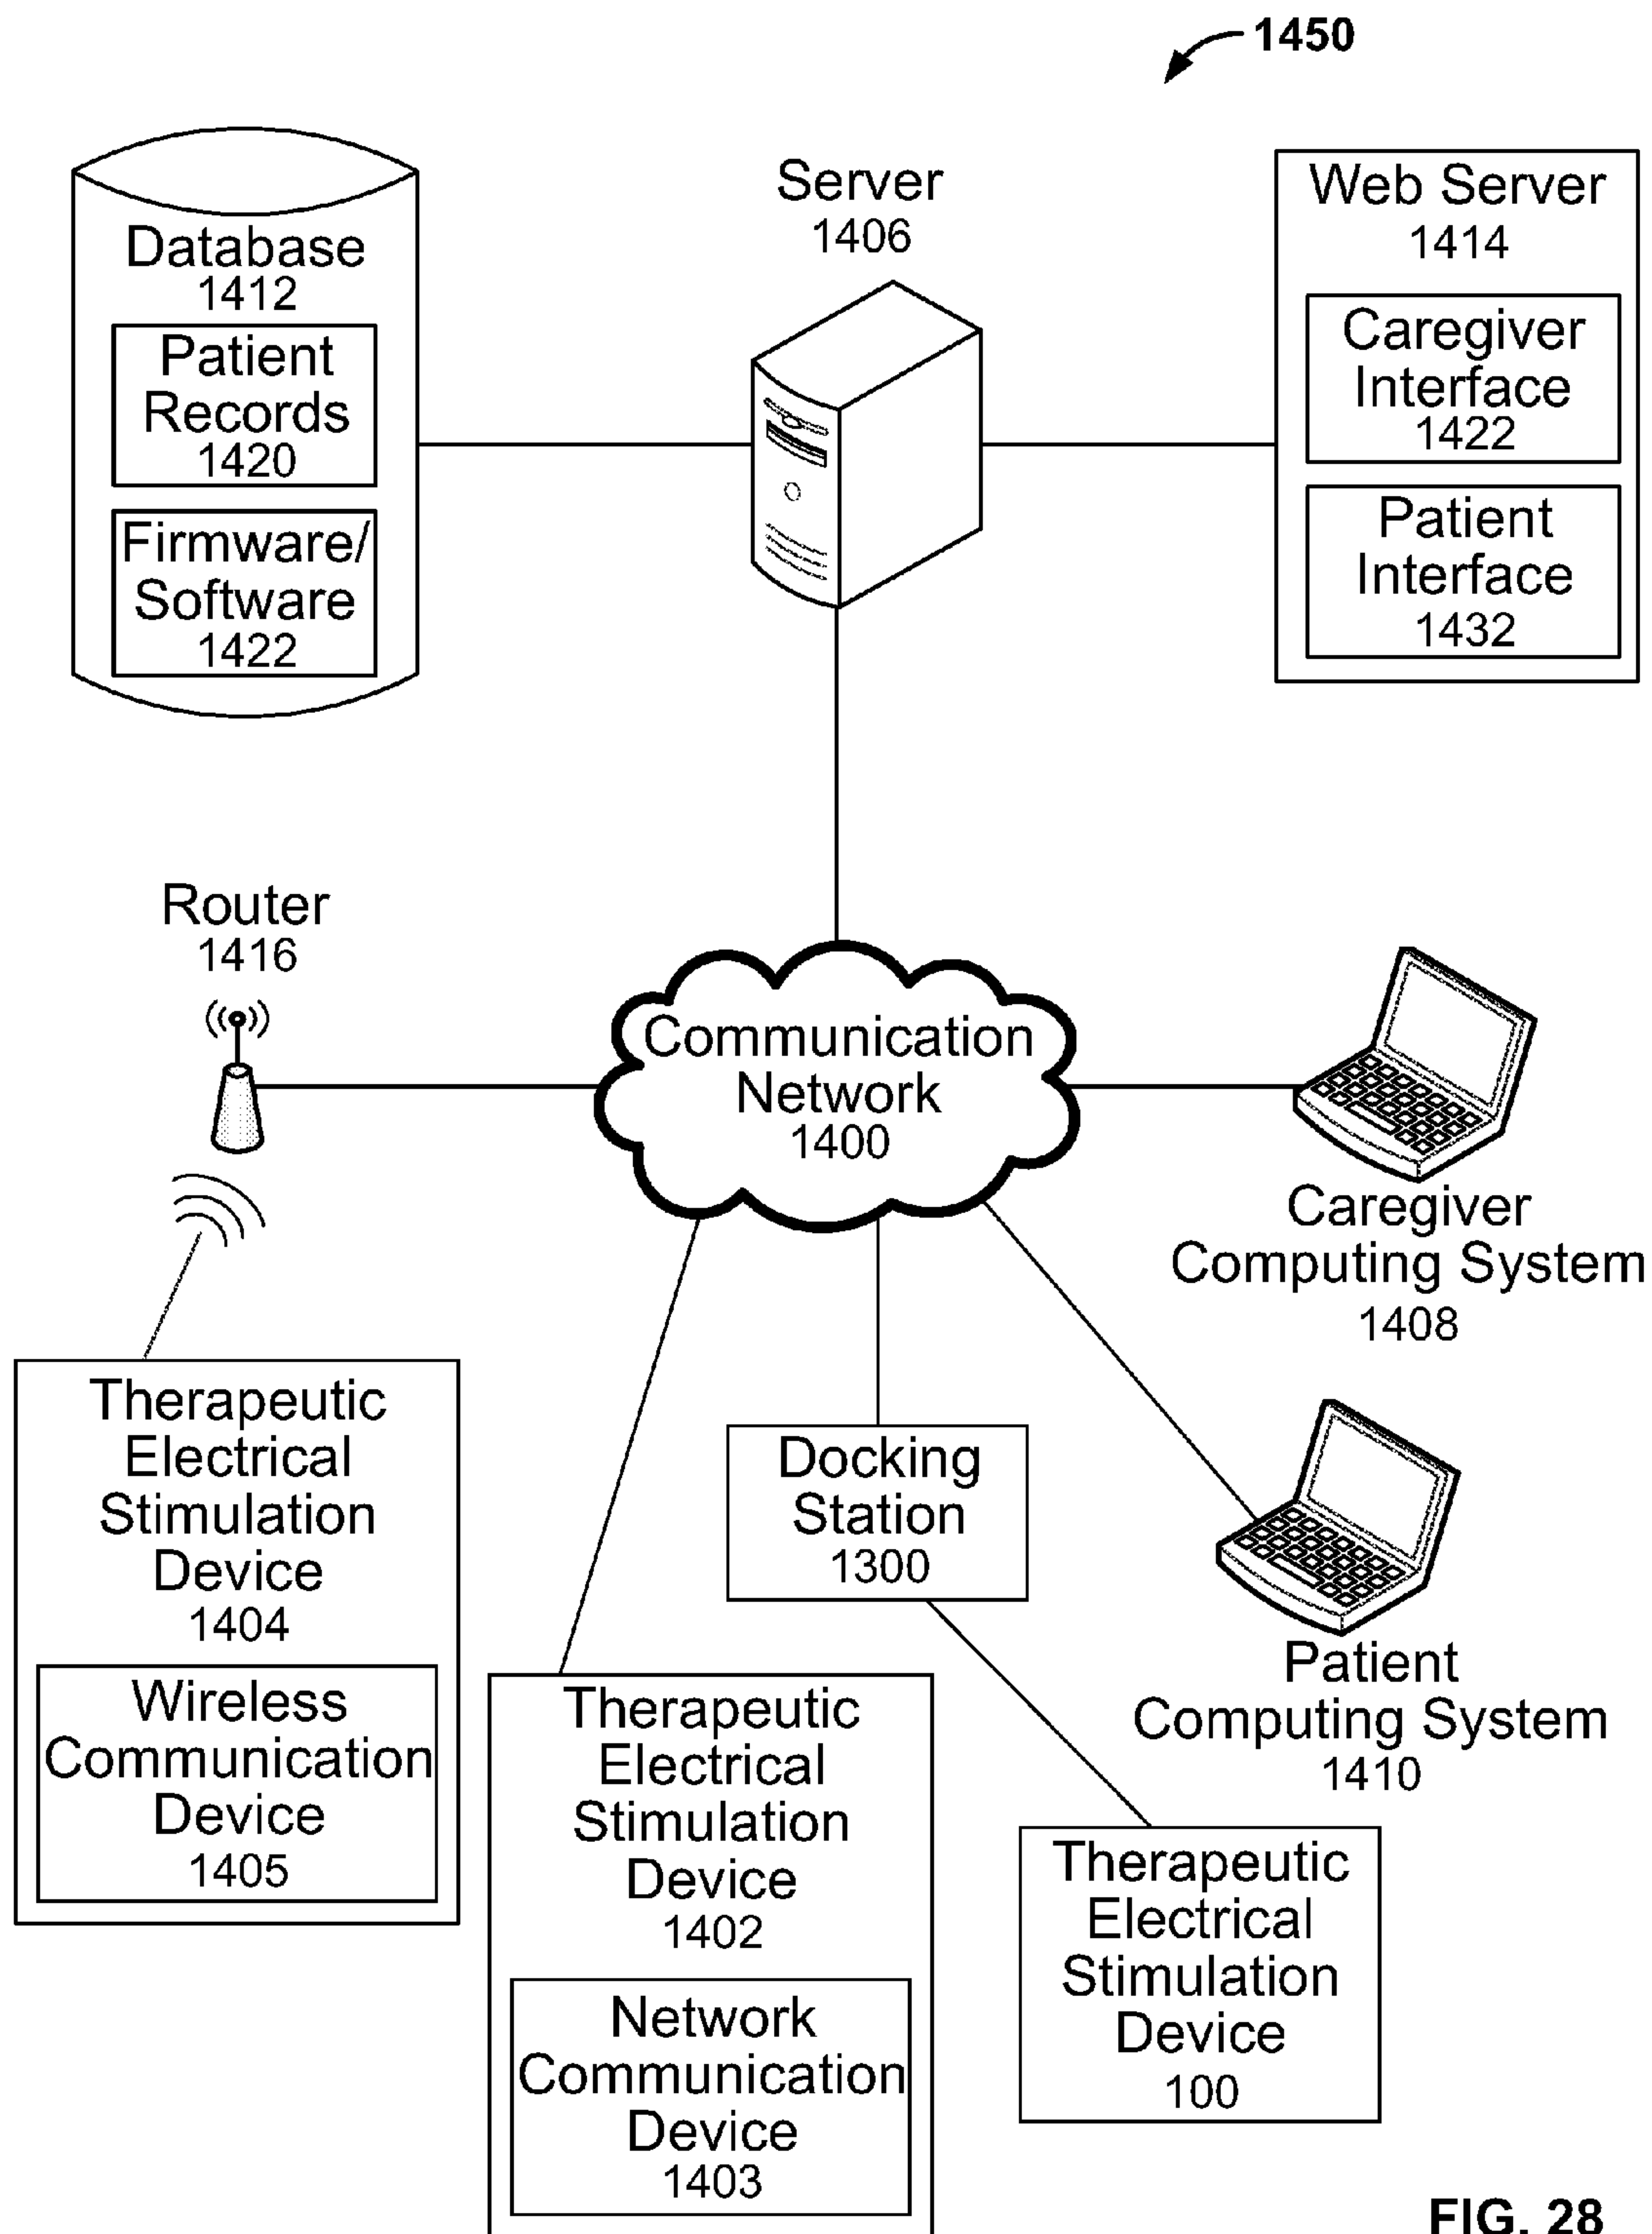 1450
Database
1412
Patient
Records
1420
Firmware/
Software
1422
Server
1406
Web Server
1414
Caregiver
Interface
1422
Patient
Interface
1432
Router
1416
Communication
Network
1400
Caregiver
Computing System
1408
Therapeutic
Electrical
Stimulation
Device
1404
Wireless
Communication
Device
1405
Docking
Station
1300
Patient
Computing System
1410
Therapeutic
Electrical
Stimulation
Device
1402
Network
Communication
Device
1403
Therapeutic
Electrical
Stimulation
Device
100
FIG. 28